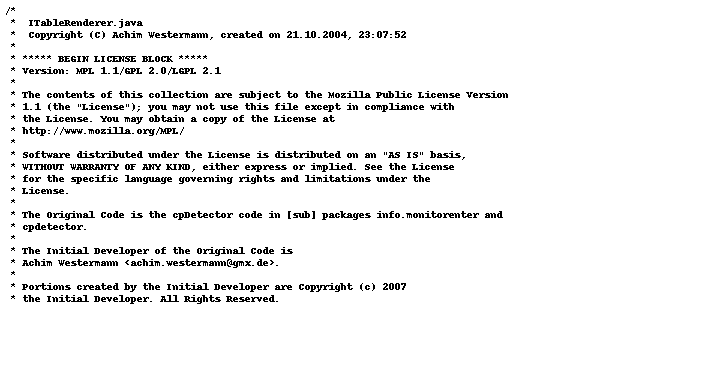 /*
 *  ITableRenderer.java
 *  Copyright (C) Achim Westermann, created on 21.10.2004, 23:07:52
 *
 * ***** BEGIN LICENSE BLOCK *****
 * Version: MPL 1.1/GPL 2.0/LGPL 2.1
 *
 * The contents of this collection are subject to the Mozilla Public License Version
 * 1.1 (the "License"); you may not use this file except in compliance with
 * the License. You may obtain a copy of the License at
 * http://www.mozilla.org/MPL/
 *
 * Software distributed under the License is distributed on an "AS IS" basis,
 * WITHOUT WARRANTY OF ANY KIND, either express or implied. See the License
 * for the specific language governing rights and limitations under the
 * License.
 *
 * The Original Code is the cpDetector code in [sub] packages info.monitorenter and
 * cpdetector.
 *
 * The Initial Developer of the Original Code is
 * Achim Westermann <achim.westermann@gmx.de>.
 *
 * Portions created by the Initial Developer are Copyright (c) 2007
 * the Initial Developer. All Rights Reserved.